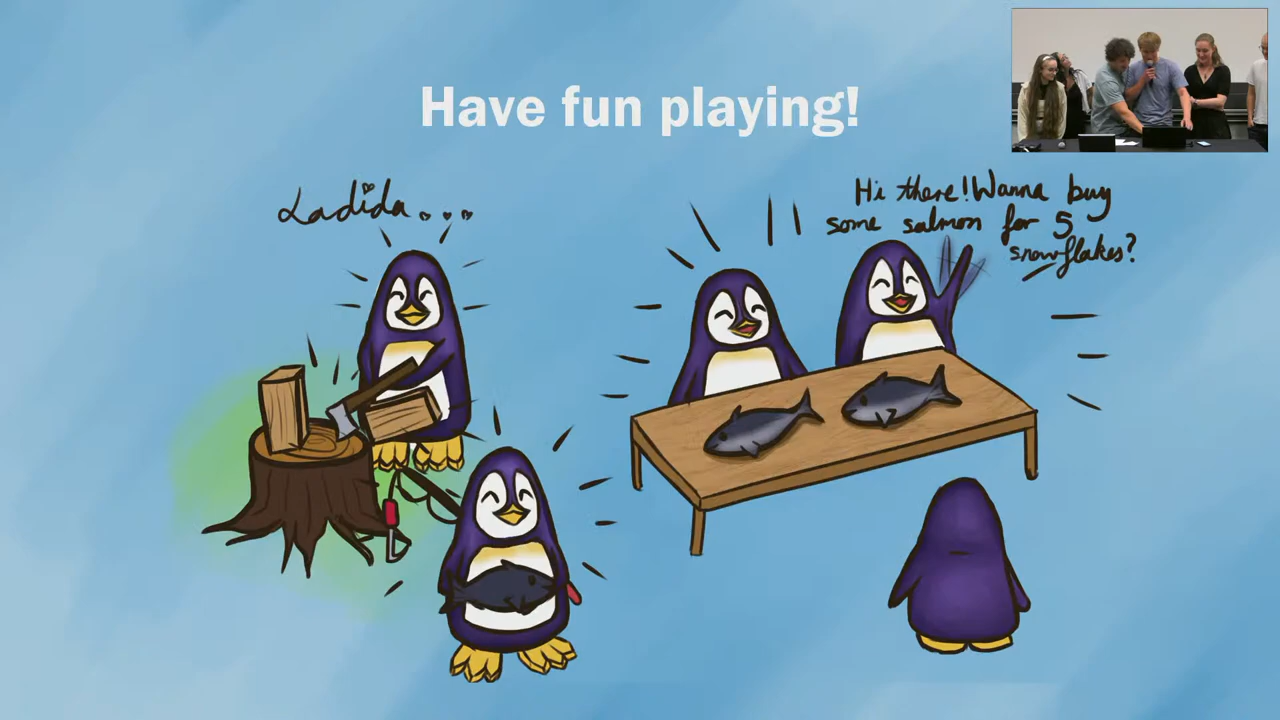 Have fun playing!
Ladida...
Hi there! Wanna buy
some salmon for 5
snowflakes?